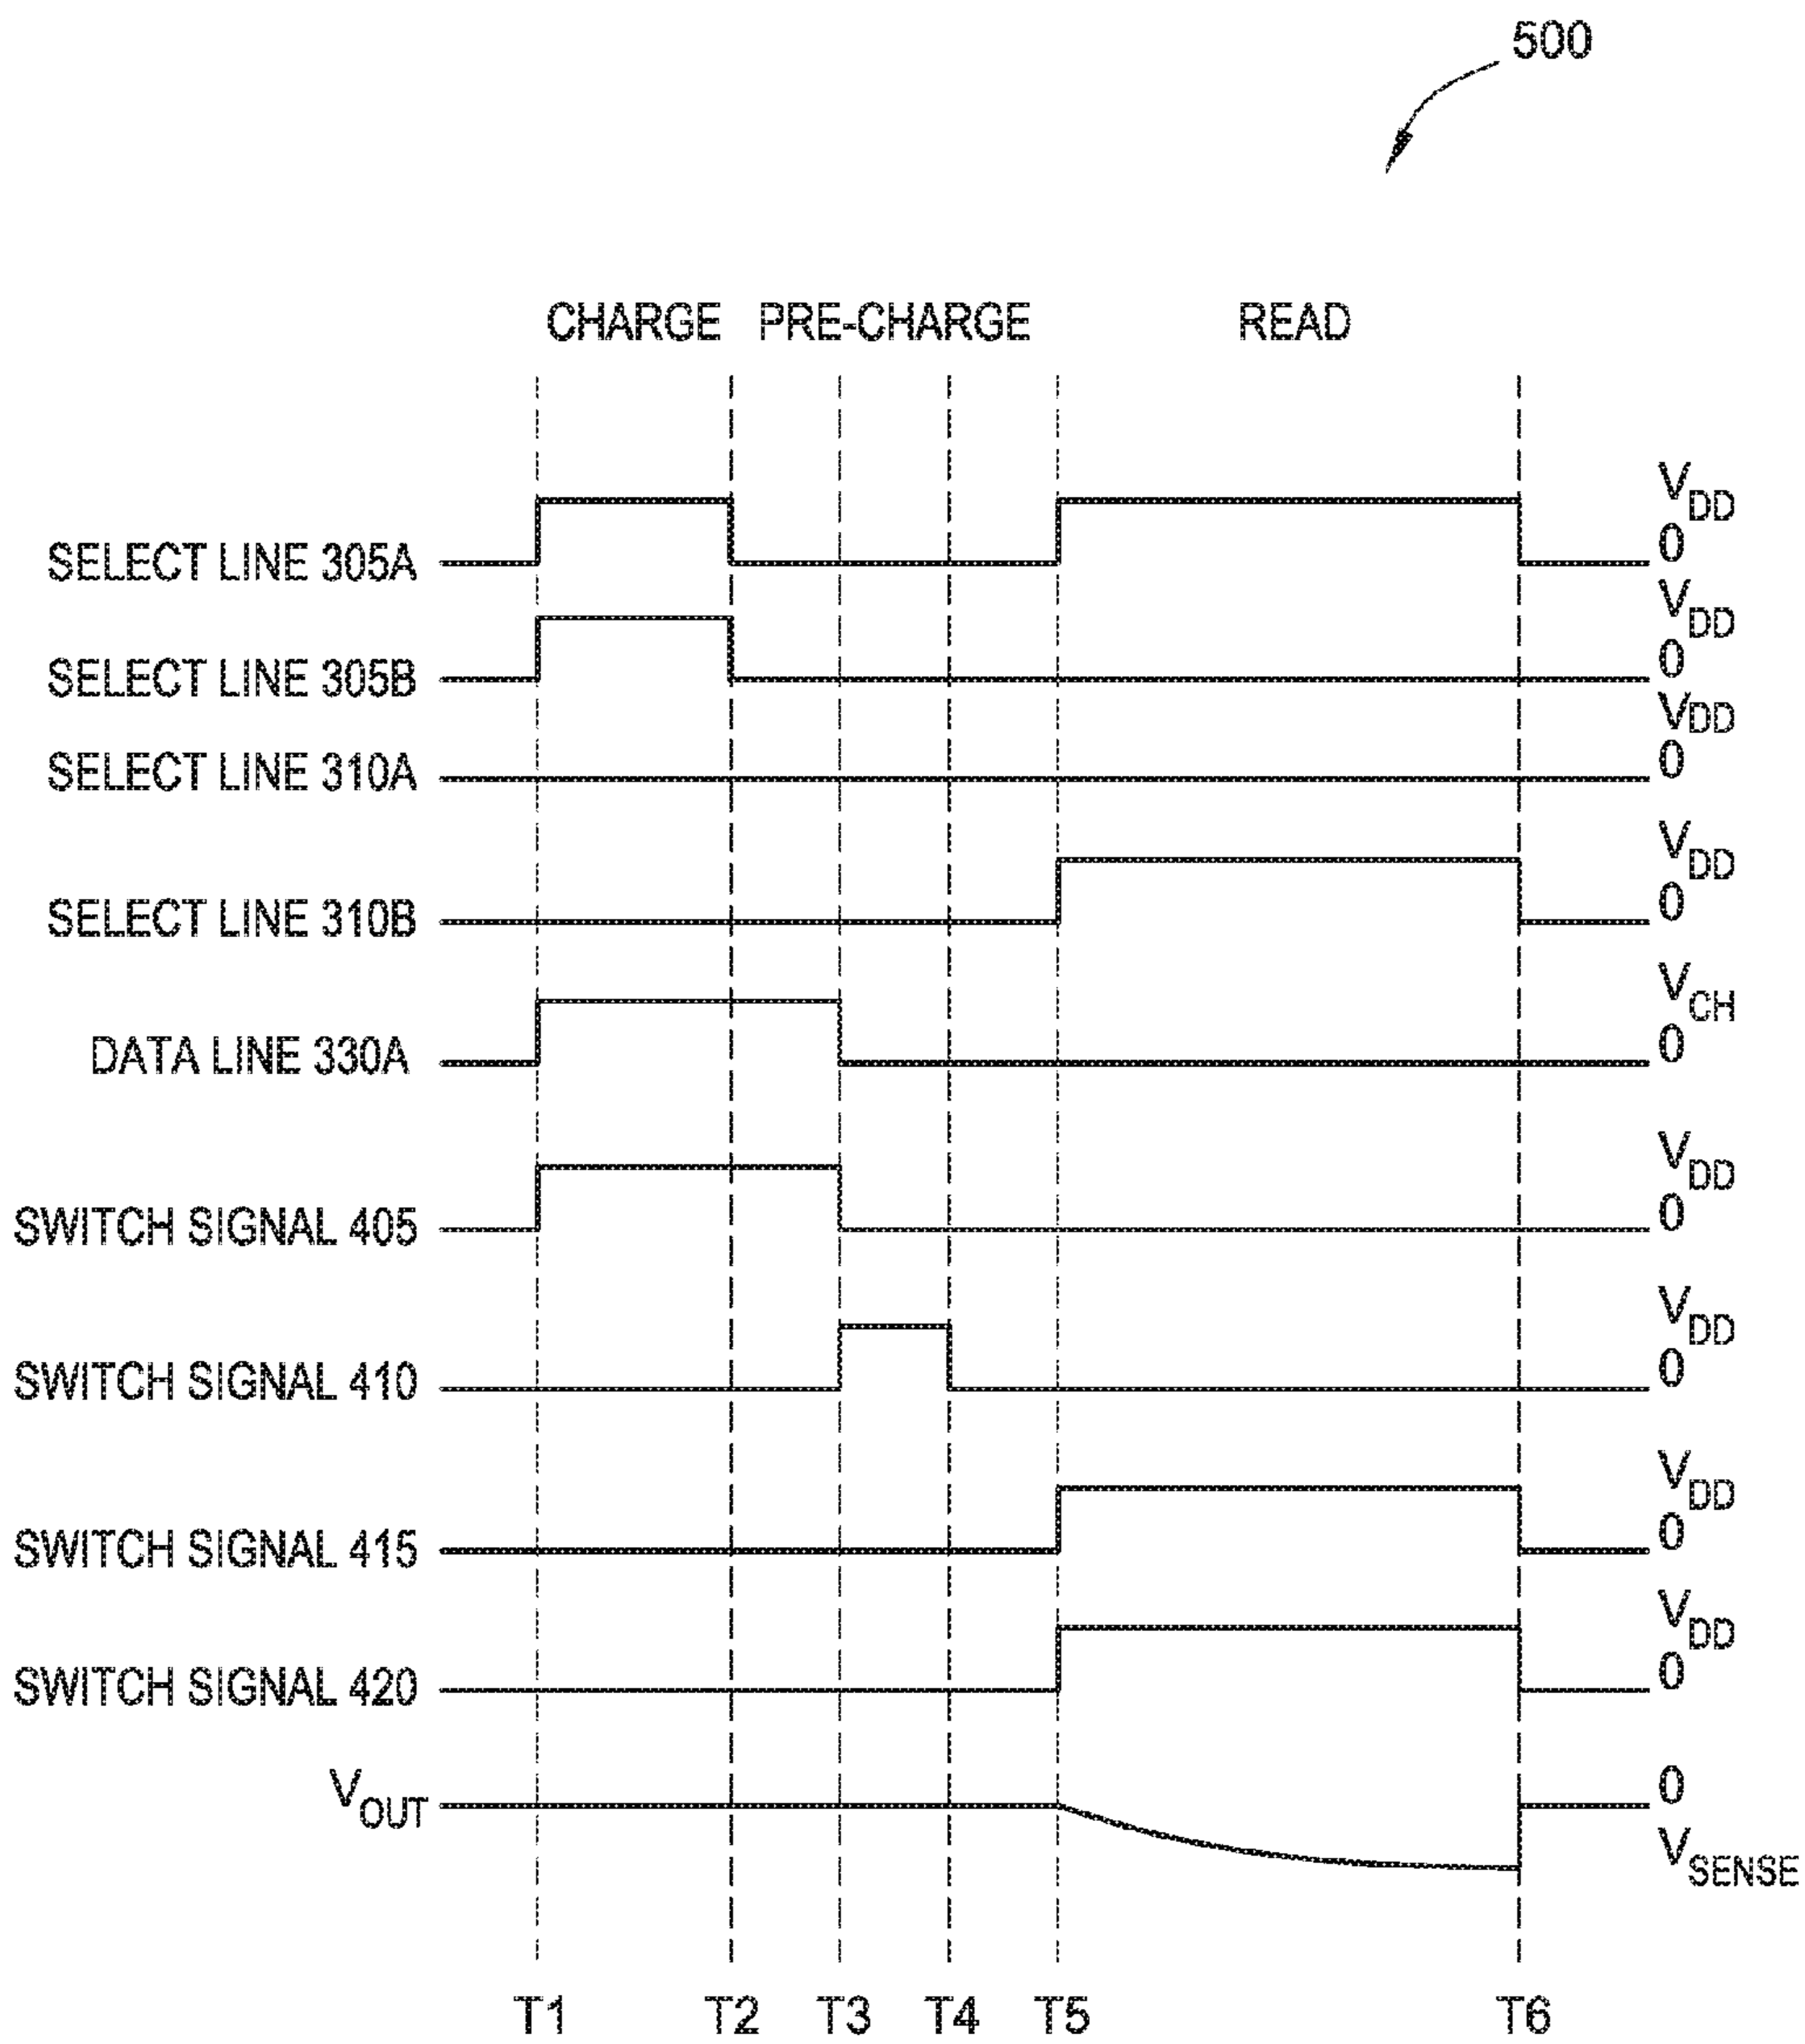 500
CHARGE PRE-CHARGE READ
SELECT LINE 305A VDD 0
SELECT LINE 305B VDD 0
SELECT LINE 310A VDD 0
SELECT LINE 310B VDD 0
DATA LINE 330A VCH 0
SWITCH SIGNAL 405 VDD 0
SWITCH SIGNAL 410 VDD 0
SWITCH SIGNAL 415 VDD 0
SWITCH SIGNAL 420 VDD 0
VOUT 0 VSENSE
T1 T2 T3 T4 T5 T6